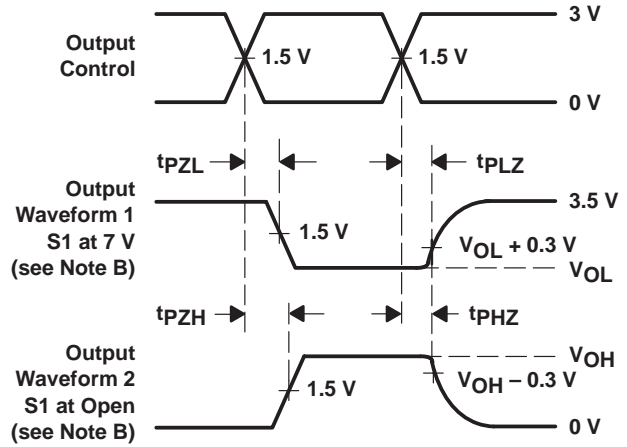 3 V
Output
Control
1.5 V
1.5 V
0 V
tPZL
tPLZ
Output
Waveform 1
S1 at 7 V
(see Note B)
3.5 V
1.5 V
VOL + 0.3 V
VOL
tPZH
tPHZ
Output
Waveform 2
S1 at Open
(see Note B)
VOH
1.5 V
VOH – 0.3 V
0 V